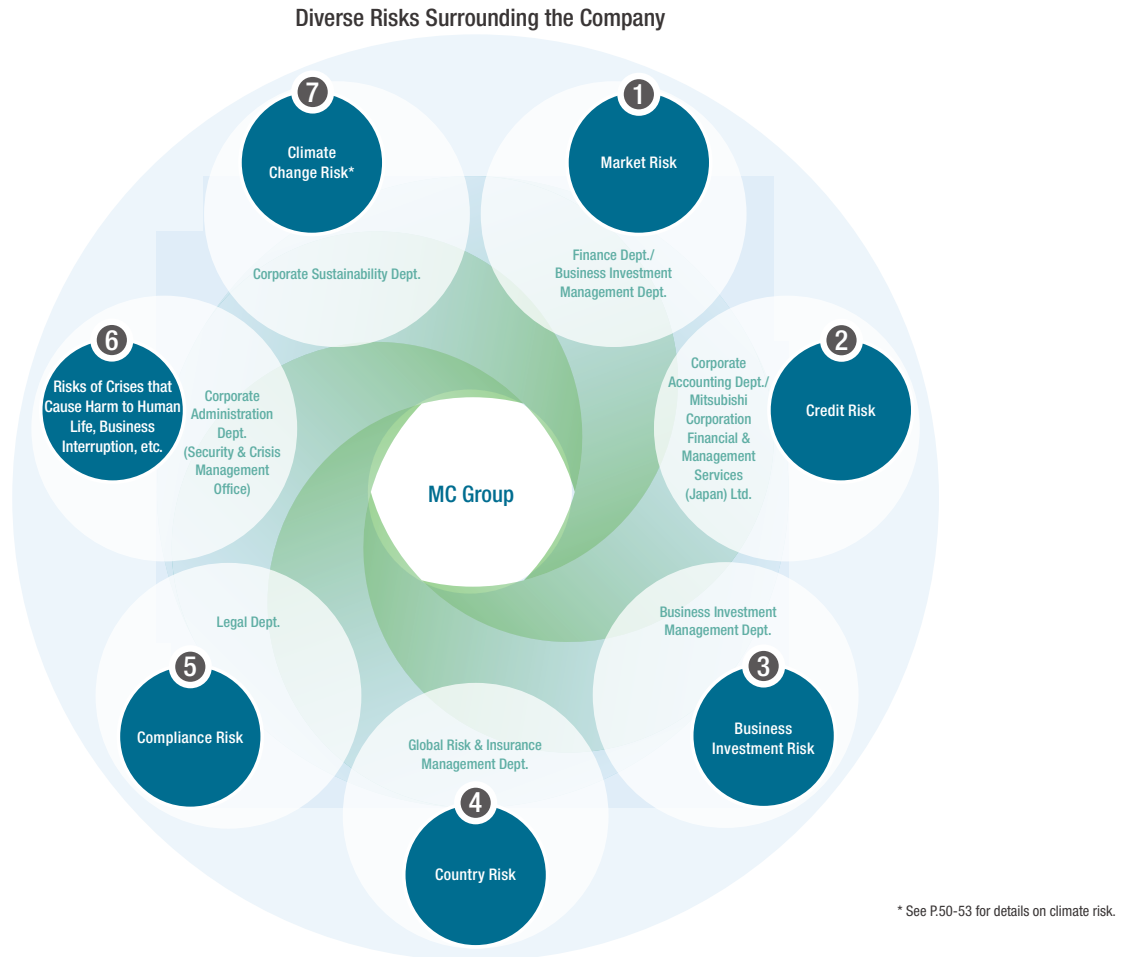 Diverse Risks Surrounding the Company
1
Market Risk
Finance Dept./
Business Investment
Management Dept.
2
Credit Risk
Corporate
Accounting Dept./
Mitsubishi
Corporation
Financial &
Management
Services
(Japan) Ltd.
3
Business
Investment Risk
Business Investment
Management Dept.
4
Country Risk
Global Risk & Insurance
Management Dept.
5
Compliance Risk
Legal Dept.
6
Risks of Crises that
Cause Harm to Human
Life, Business
Interruption, etc.
Corporate
Administration
Dept.
(Security & Crisis
Management
Office)
7
Climate
Change Risk*
Corporate Sustainability Dept.
MC Group
* See P.50-53 for details on climate risk.